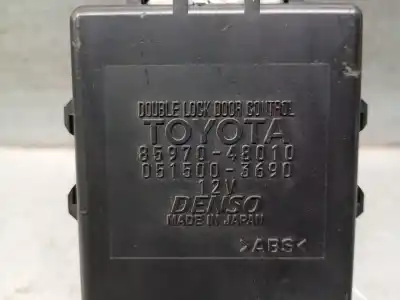 DOUBLE LOCK DOOR CONTROL
TOYOTA
85970-48010
051500-3690
12V
DENSO
MADE IN JAPAN
>ABS<